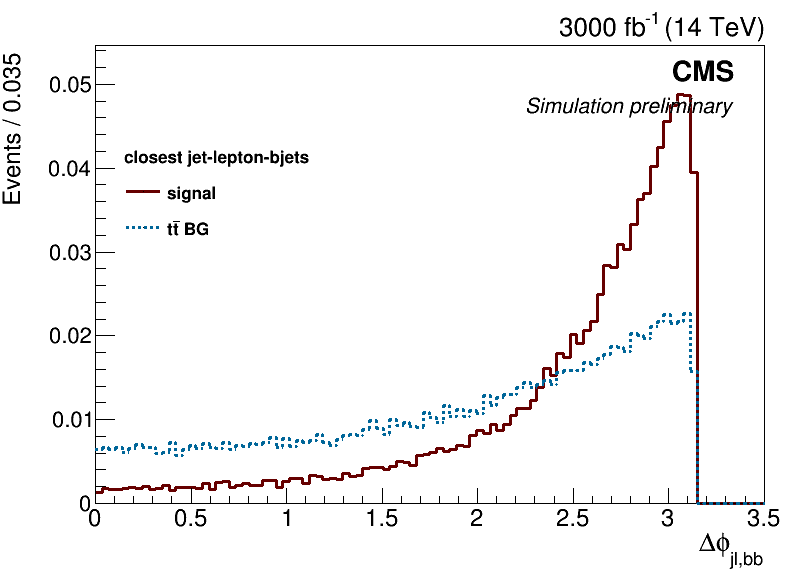 3000 fb⁻¹ (14 TeV)
Events / 0.035
CMS
Simulation preliminary
closest jet-lepton-bjets
signal
tt̄ BG
0.05
0.04
0.03
0.02
0.01
0
0 0.5 1 1.5 2 2.5 3 3.5
Δϕ jl,bb